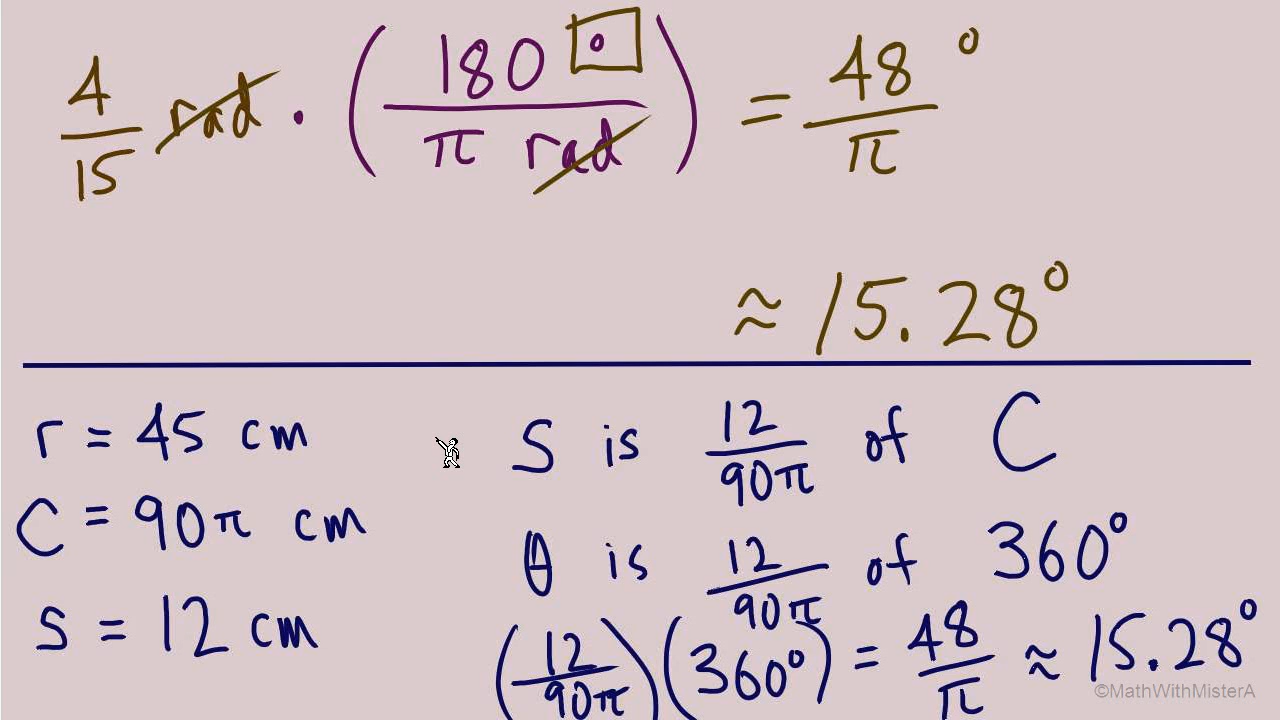 4/15 rad · (180°/π rad) = 48°/π
≈ 15.28°
r = 45 cm
C = 90π cm
s = 12 cm
S is 12/90π of C
θ is 12/90π of 360°
(12/90π)(360°) = 48/π ≈ 15.28°
©MathWithMisterA